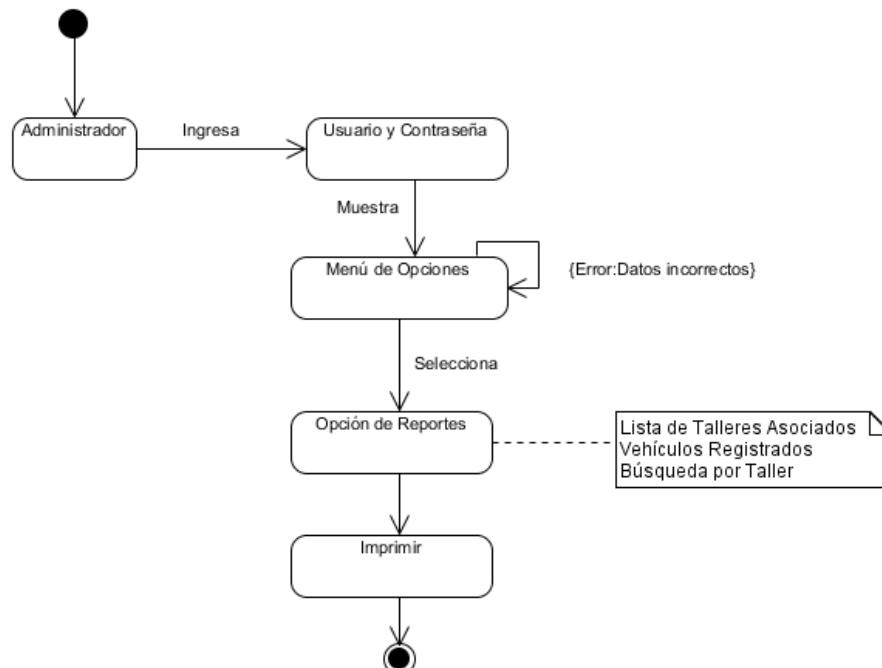 Administrador
Ingresa
Usuario y Contraseña
Muestra
Menú de Opciones
{Error:Datos incorrectos}
Selecciona
Opción de Reportes
Lista de Talleres Asociados
Vehículos Registrados
Búsqueda por Taller
Imprimir